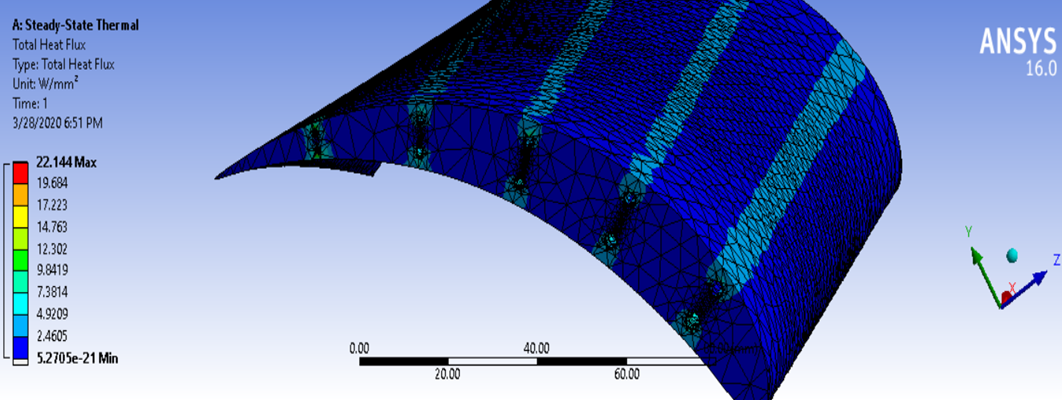 A: Steady-State Thermal
Total Heat Flux
Type: Total Heat Flux
Unit: W/mm²
Time: 1
3/28/2020 6:51 PM
22.144 Max
19.684
17.223
14.763
12.302
9.8419
7.3814
4.9209
2.4605
5.2705e-21 Min
ANSYS
16.0
Y
Z
X
0.00
40.00
20.00
60.00